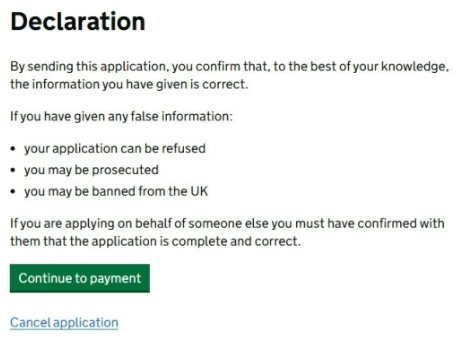 Declaration
By sending this application, you confirm that, to the best of your knowledge,
the information you have given is correct.
If you have given any false information:
• your application can be refused
• you may be prosecuted
• you may be banned from the UK
If you are applying on behalf of someone else you must have confirmed with
them that the application is complete and correct.
Continue to payment
Cancel application